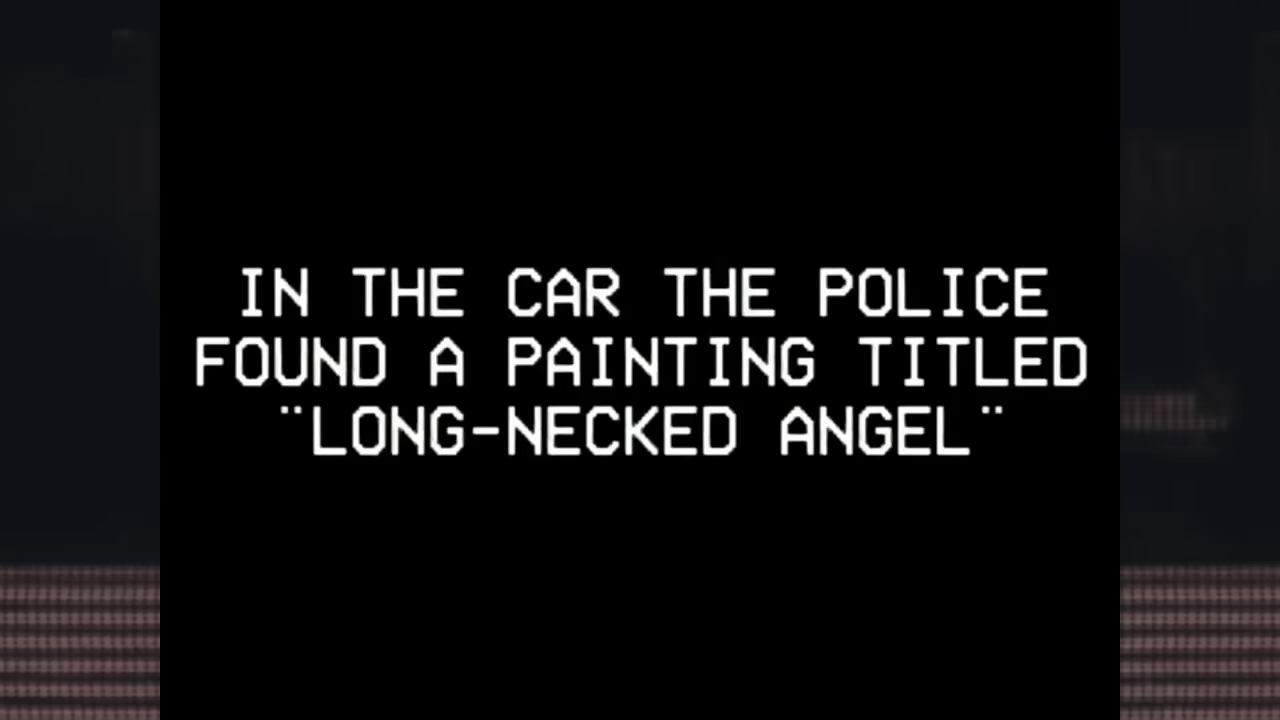 IN THE CAR THE POLICE
FOUND A PAINTING TITLED
¨LONG-NECKED ANGEL¨